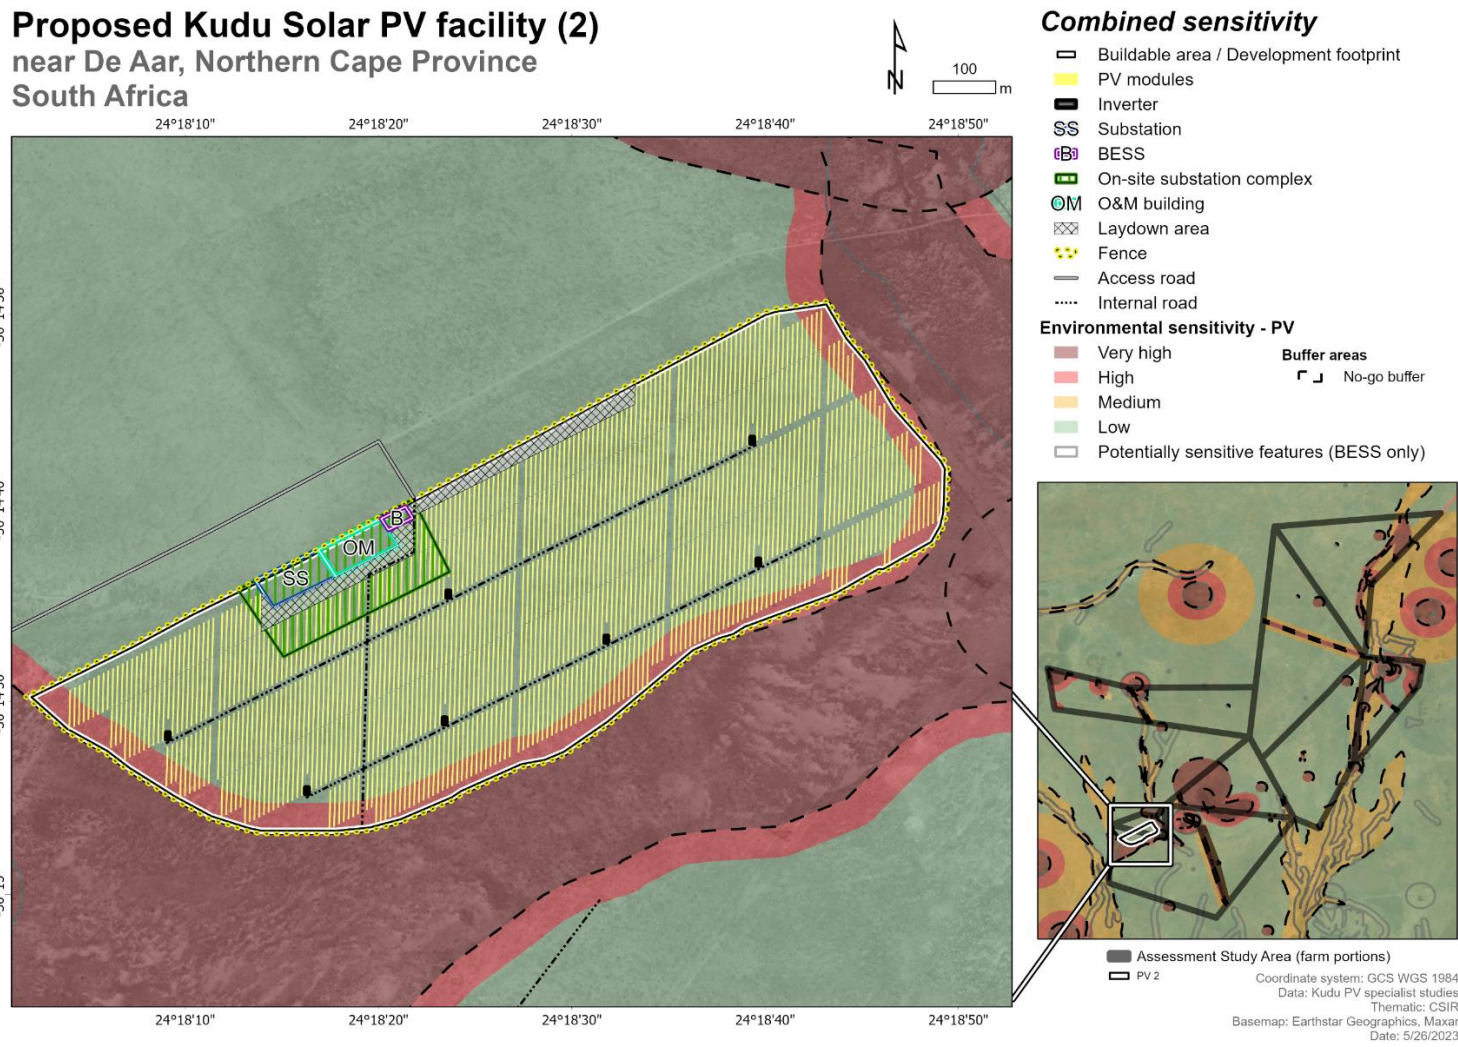 Proposed Kudu Solar PV facility (2)
near De Aar, Northern Cape Province
South Africa
N
100
m
24°18'10"
24°18'20"
24°18'30"
24°18'40"
24°18'50"
B
OM
SS
24°18'10"
24°18'20"
24°18'30"
24°18'40"
24°18'50"
Combined sensitivity
Buildable area / Development footprint
PV modules
Inverter
SS Substation
B BESS
On-site substation complex
OM O&M building
Laydown area
Fence
Access road
Internal road
Environmental sensitivity - PV
Very high
High
Medium
Low
Potentially sensitive features (BESS only)
Buffer areas
No-go buffer
Assessment Study Area (farm portions)
PV 2
Coordinate system: GCS WGS 1984
Data: Kudu PV specialist studies
Thematic: CSIR
Basemap: Earthstar Geographics, Maxar
Date: 5/26/2023